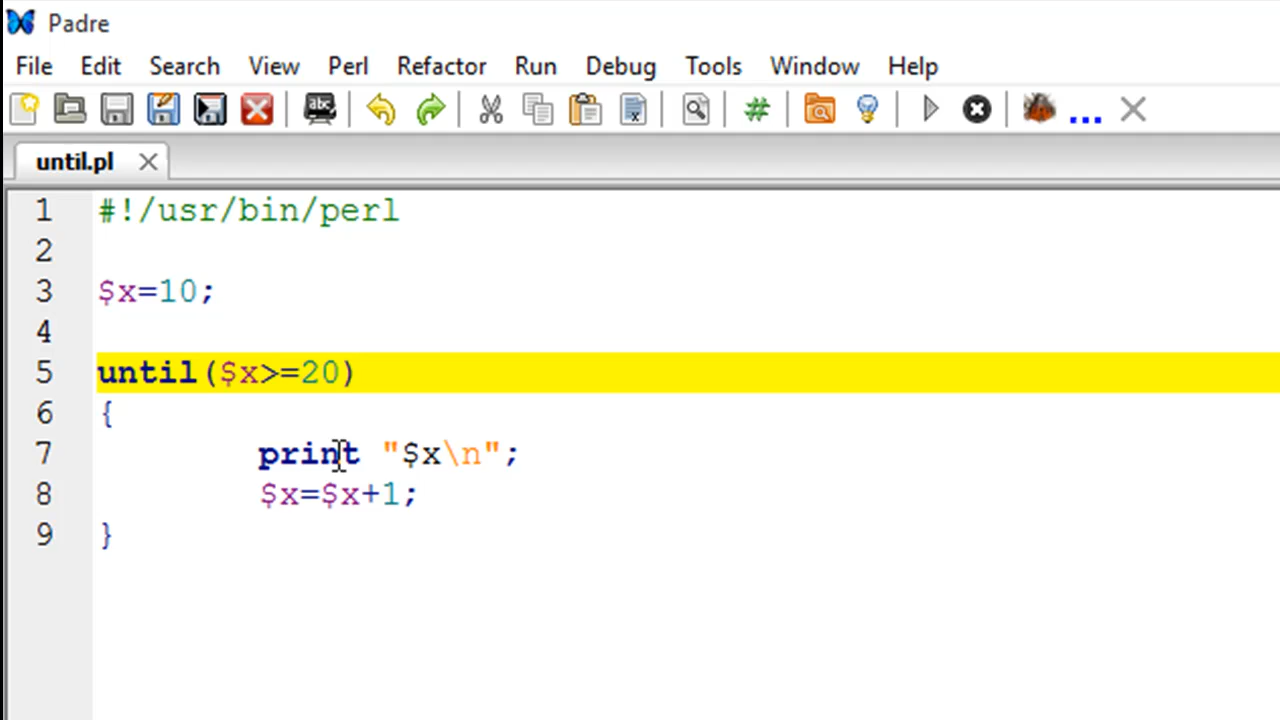 Padre
File Edit Search View Perl Refactor Run Debug Tools Window Help
abc # ...
until.pl
1 #!/usr/bin/perl
2
3 $x=10;
4
5 until($x>=20)
6 {
7 print "$x\n";
8 $x=$x+1;
9 }